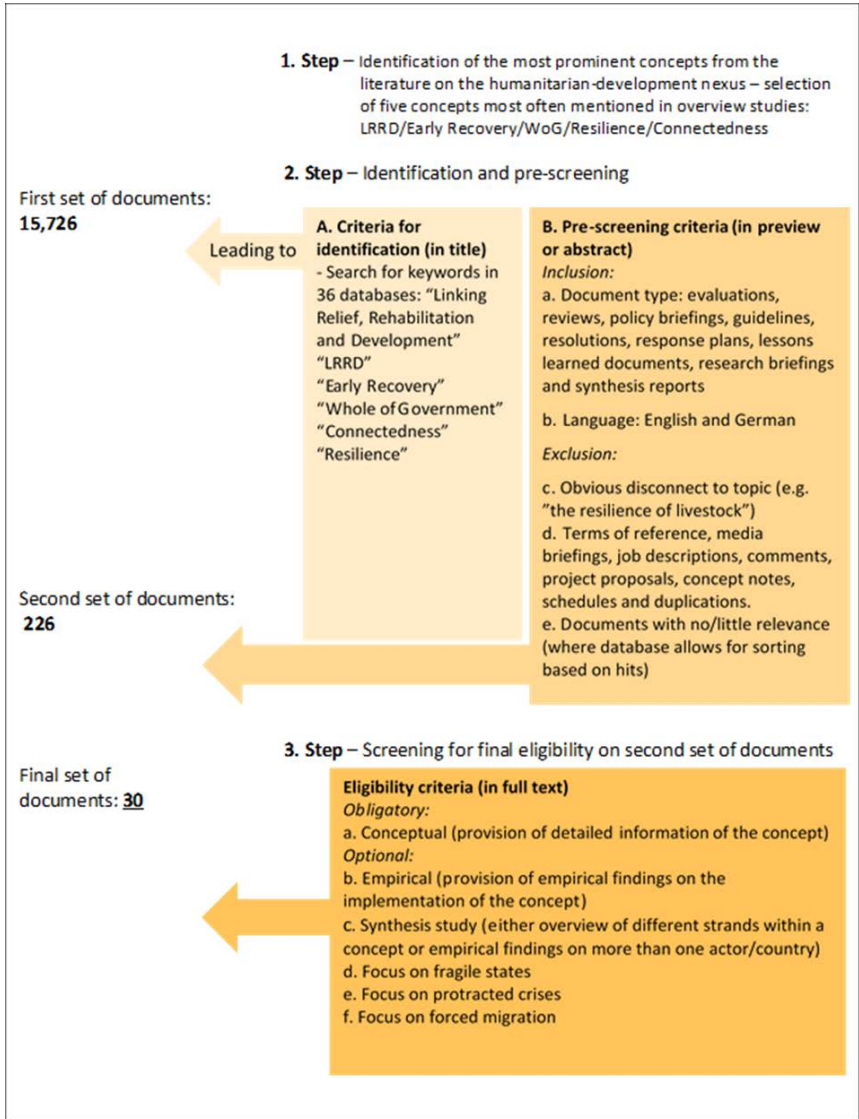 1. Step – Identification of the most prominent concepts from the
literature on the humanitarian-development nexus – selection
of five concepts most often mentioned in overview studies:
LRRD/Early Recovery/WoG/Resilience/Connectedness
2. Step – Identification and pre-screening
First set of documents:
15,726
Leading to
A. Criteria for
identification (in title)
- Search for keywords in
36 databases: “Linking
Relief, Rehabilitation
and Development”
“LRRD”
“Early Recovery”
“Whole of Government”
“Connectedness”
“Resilience”
B. Pre-screening criteria (in preview
or abstract)
Inclusion:
a. Document type: evaluations,
reviews, policy briefings, guidelines,
resolutions, response plans, lessons
learned documents, research briefings
and synthesis reports
b. Language: English and German
Exclusion:
c. Obvious disconnect to topic (e.g.
“the resilience of livestock”)
d. Terms of reference, media
briefings, job descriptions, comments,
project proposals, concept notes,
schedules and duplications.
e. Documents with no/little relevance
(where database allows for sorting
based on hits)
Second set of documents:
226
3. Step – Screening for final eligibility on second set of documents
Final set of
documents: 30
Eligibility criteria (in full text)
Obligatory:
a. Conceptual (provision of detailed information of the concept)
Optional:
b. Empirical (provision of empirical findings on the
implementation of the concept)
c. Synthesis study (either overview of different strands within a
concept or empirical findings on more than one actor/country)
d. Focus on fragile states
e. Focus on protracted crises
f. Focus on forced migration